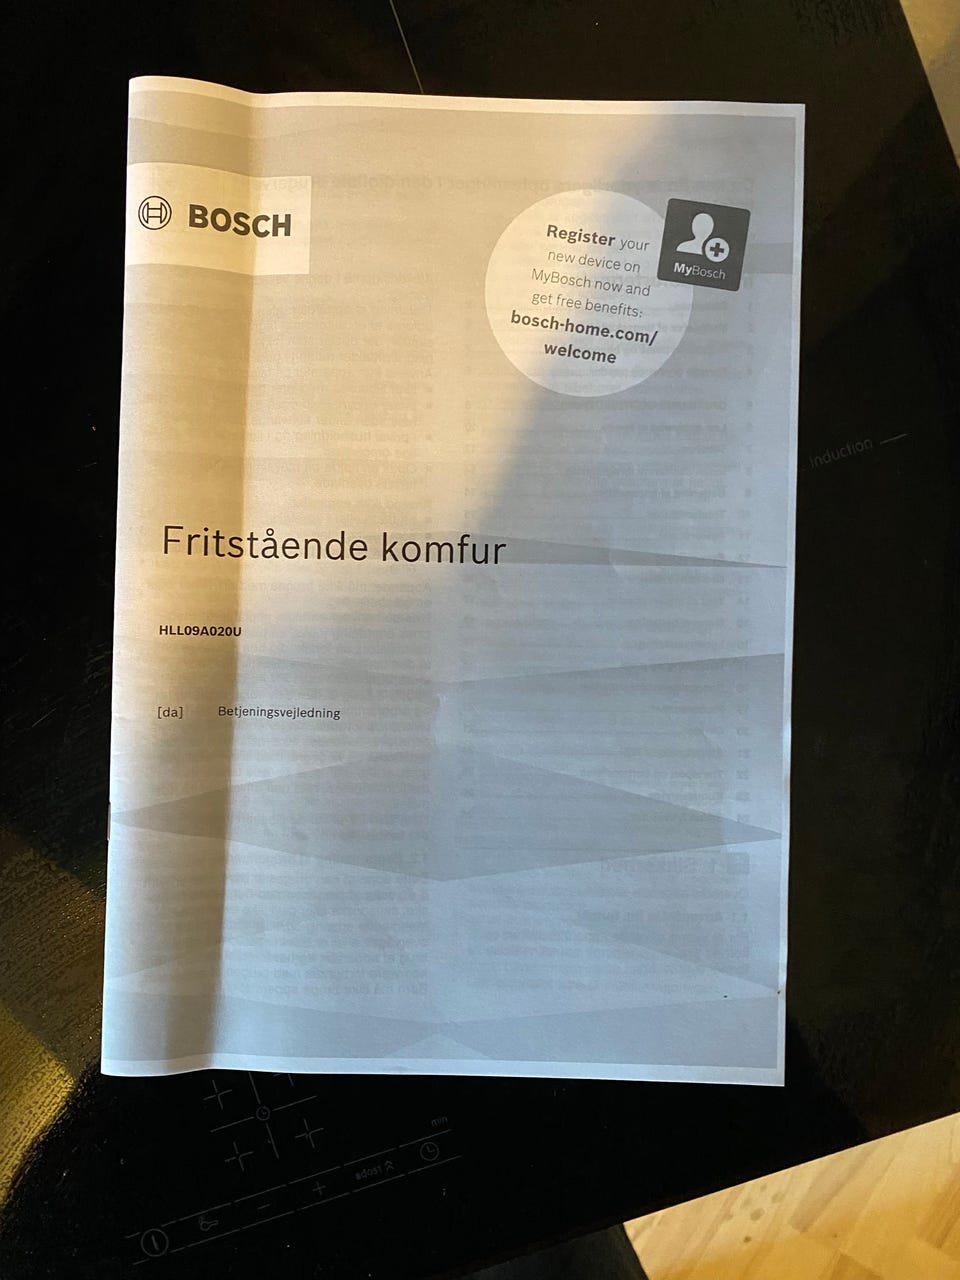 BOSCH
Register your
new device on
MyBosch now and
get free benefits:
bosch-home.com/
welcome
MyBosch
Induction
Fritstående komfur
HLL09A020U
[da] Betjeningsvejledning
min
boost